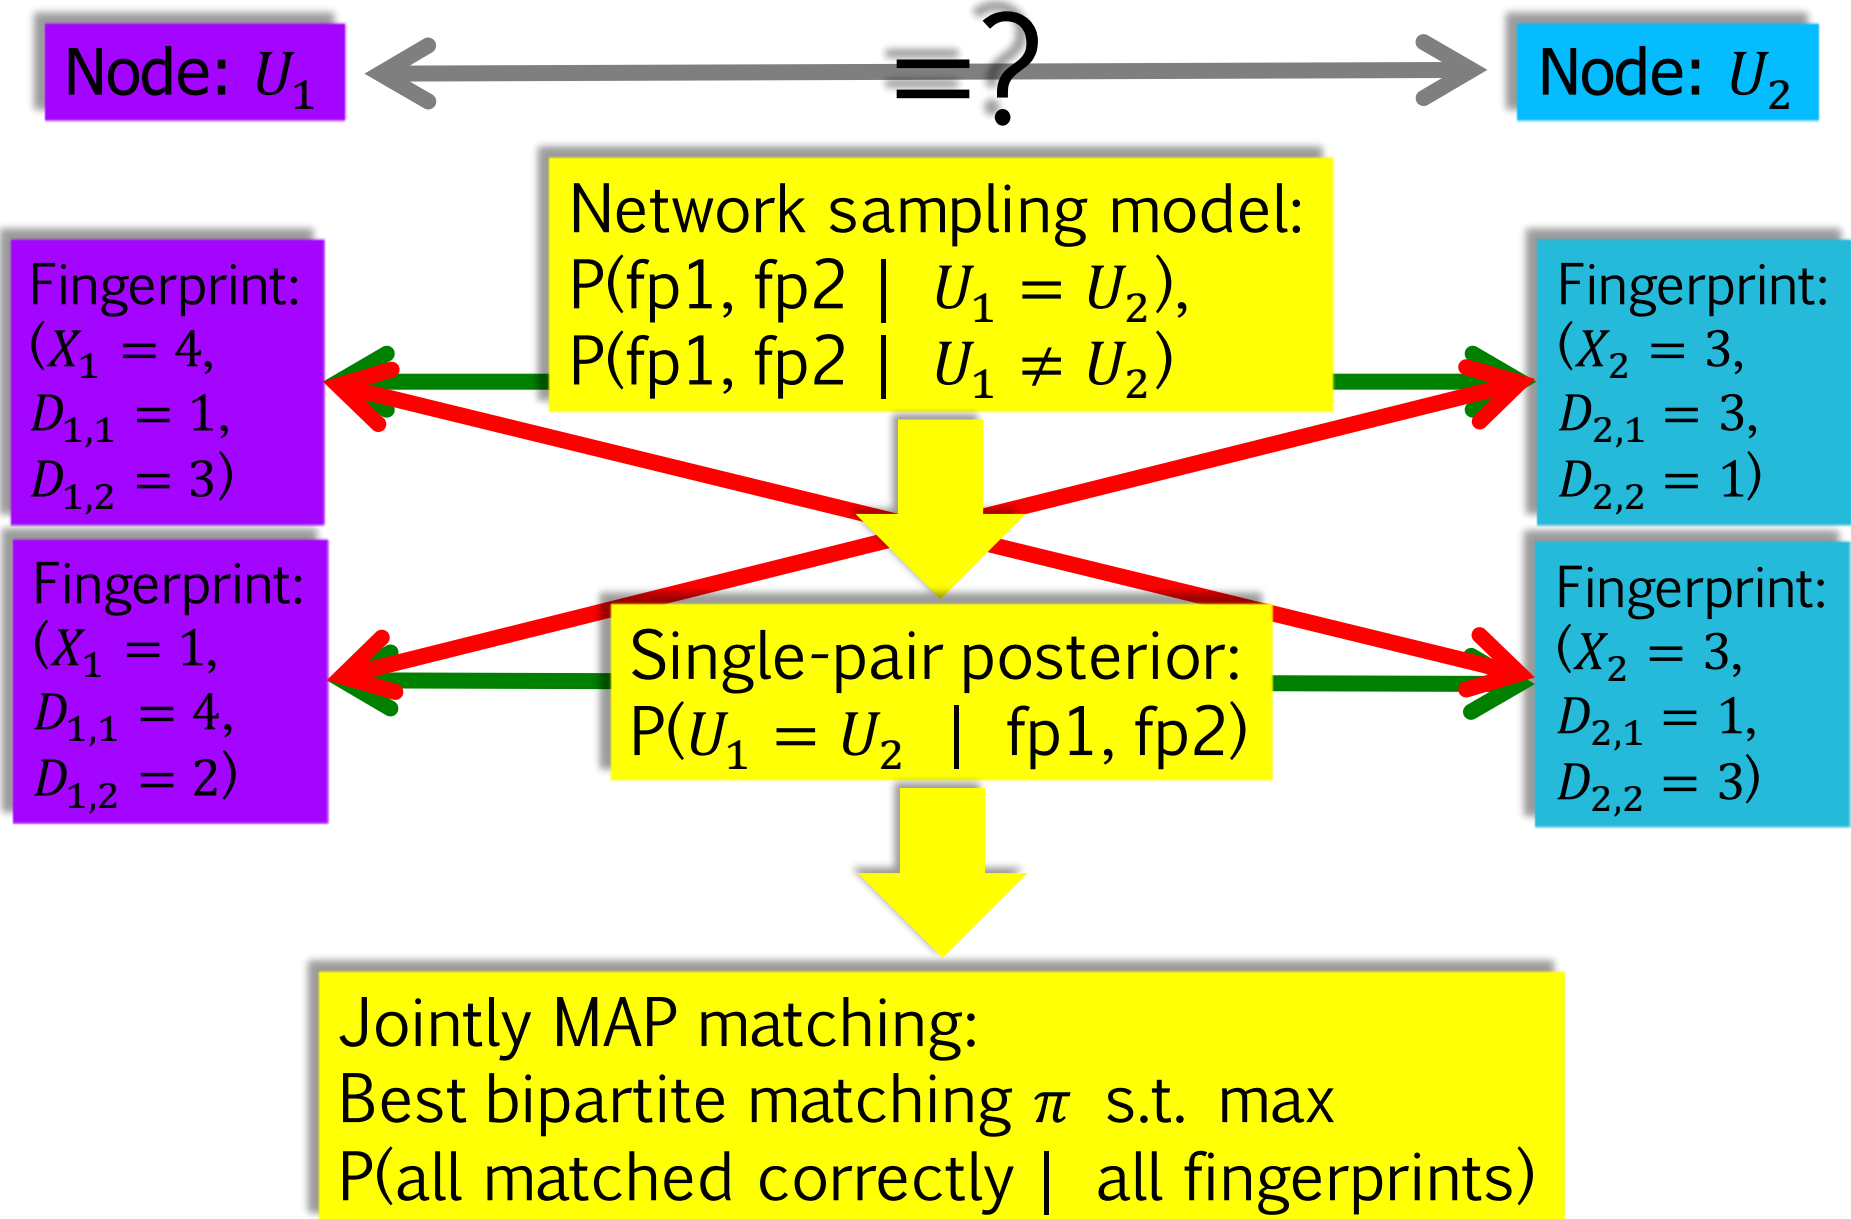 Node: U₁
=?
Node: U₂
Network sampling model:
P(fp1, fp2 | U₁ = U₂),
P(fp1, fp2 | U₁ ≠ U₂)
Fingerprint:
(X₁ = 4,
D₁,₁ = 1,
D₁,₂ = 3)
Fingerprint:
(X₂ = 3,
D₂,₁ = 3,
D₂,₂ = 1)
Fingerprint:
(X₁ = 1,
D₁,₁ = 4,
D₁,₂ = 2)
Single-pair posterior:
P(U₁ = U₂ | fp1, fp2)
Fingerprint:
(X₂ = 3,
D₂,₁ = 1,
D₂,₂ = 3)
Jointly MAP matching:
Best bipartite matching π s.t. max
P(all matched correctly | all fingerprints)